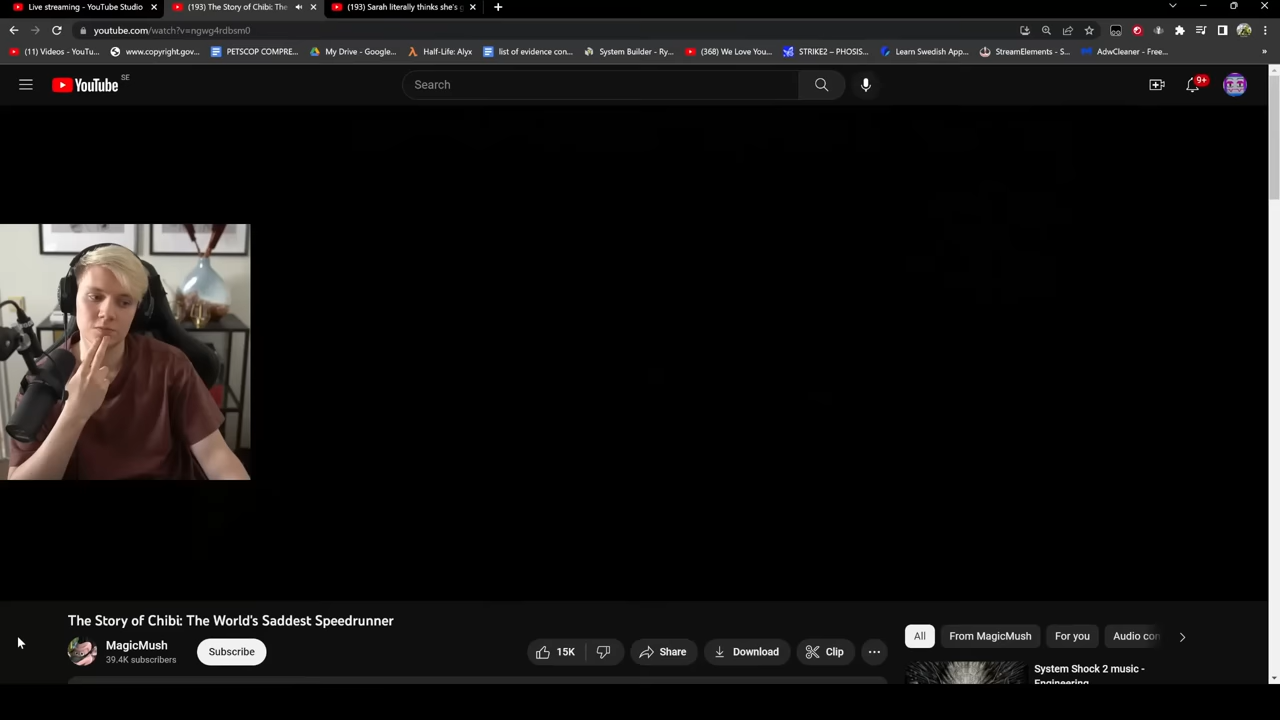 Live streaming - YouTube Studio
(193) The Story of Chibi: The
(193) Sarah literally thinks she's g
youtube.com/watch?v=ngwg4rdbsm0
(11) Videos - YouTu...
www.copyright.gov...
PETSCOP COMPRE...
My Drive - Google...
Half-Life: Alyx
list of evidence con...
System Builder - Ry...
(368) We Love You...
STRIKE2 – PHOSIS...
Learn Swedish App...
StreamElements - S...
AdwCleaner - Free...
»
YouTube SE
Search
9+
The Story of Chibi: The World's Saddest Speedrunner
MagicMush
39.4K subscribers
Subscribe
15K
Share
Download
Clip
All
From MagicMush
For you
Audio con
System Shock 2 music -
Engineering